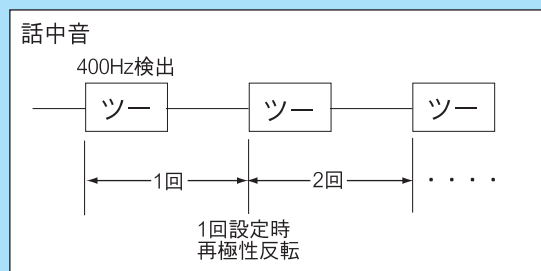 話中音
400Hz検出
ツー ツー ツー
1回 2回 ・・・・
1回設定時
再極性反転